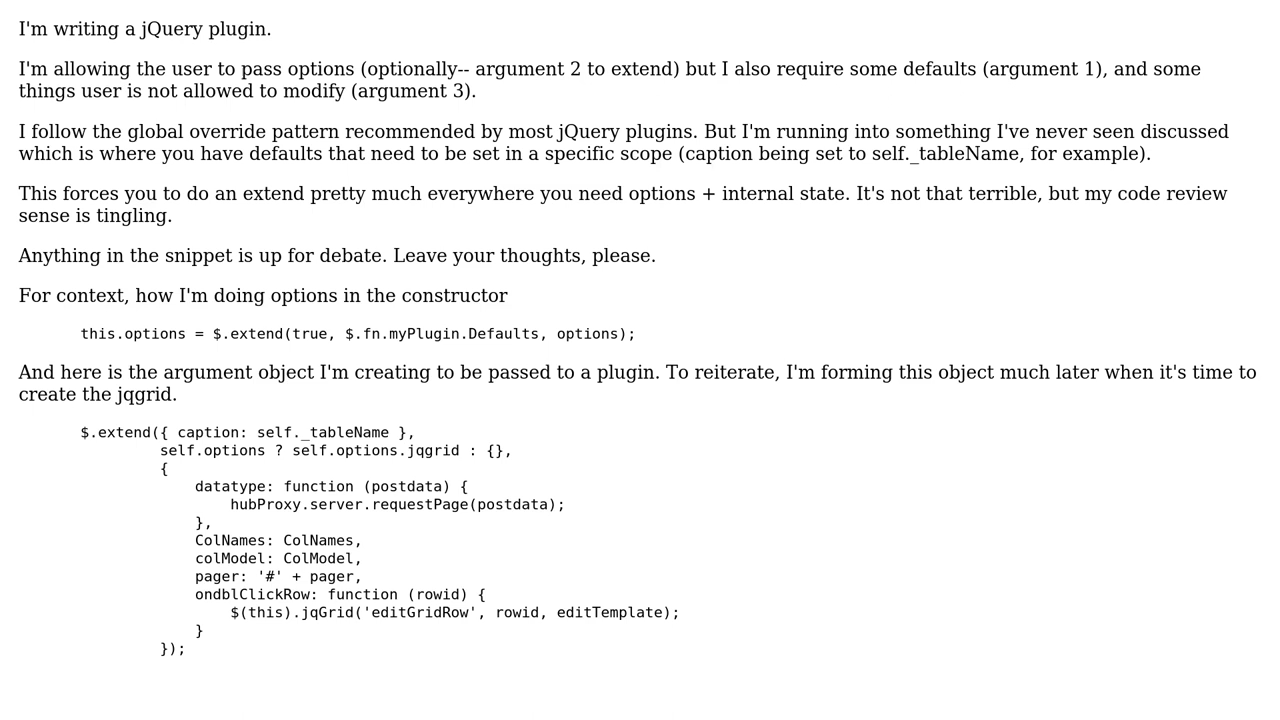 I'm writing a jQuery plugin.
I'm allowing the user to pass options (optionally-- argument 2 to extend) but I also require some defaults (argument 1), and some
things user is not allowed to modify (argument 3).
I follow the global override pattern recommended by most jQuery plugins. But I'm running into something I've never seen discussed
which is where you have defaults that need to be set in a specific scope (caption being set to self._tableName, for example).
This forces you to do an extend pretty much everywhere you need options + internal state. It's not that terrible, but my code review
sense is tingling.
Anything in the snippet is up for debate. Leave your thoughts, please.
For context, how I'm doing options in the constructor
this.options = $.extend(true, $.fn.myPlugin.Defaults, options);
And here is the argument object I'm creating to be passed to a plugin. To reiterate, I'm forming this object much later when it's time to
create the jqgrid.
$.extend({ caption: self._tableName },
self.options ? self.options.jqgrid : {},
{
datatype: function (postdata) {
hubProxy.server.requestPage(postdata);
},
ColNames: ColNames,
colModel: ColModel,
pager: '#' + pager,
ondblClickRow: function (rowid) {
$(this).jqGrid('editGridRow', rowid, editTemplate);
}
});